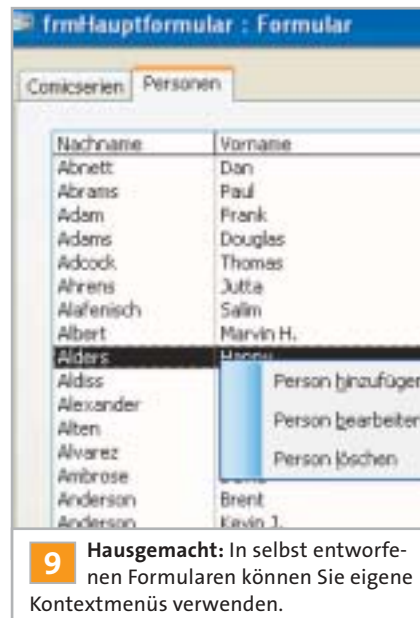 frmHauptformular : Formular
Comicserien Personen
Nachname Vorname
Abnett Dan
Abrams Paul
Adam Frank
Adams Douglas
Adcock Thomas
Ahrens Jutta
Alafenisch Salim
Albert Marvin H.
Alders Hanny
Aldiss
Person hinzufügen
Alexander
Person bearbeiten
Alten
Alvarez
Person löschen
Ambrose
Anderson Brent
Anderson Kevin J.
9 Hausgemacht: In selbst entworfe-
nen Formularen können Sie eigene
Kontextmenüs verwenden.